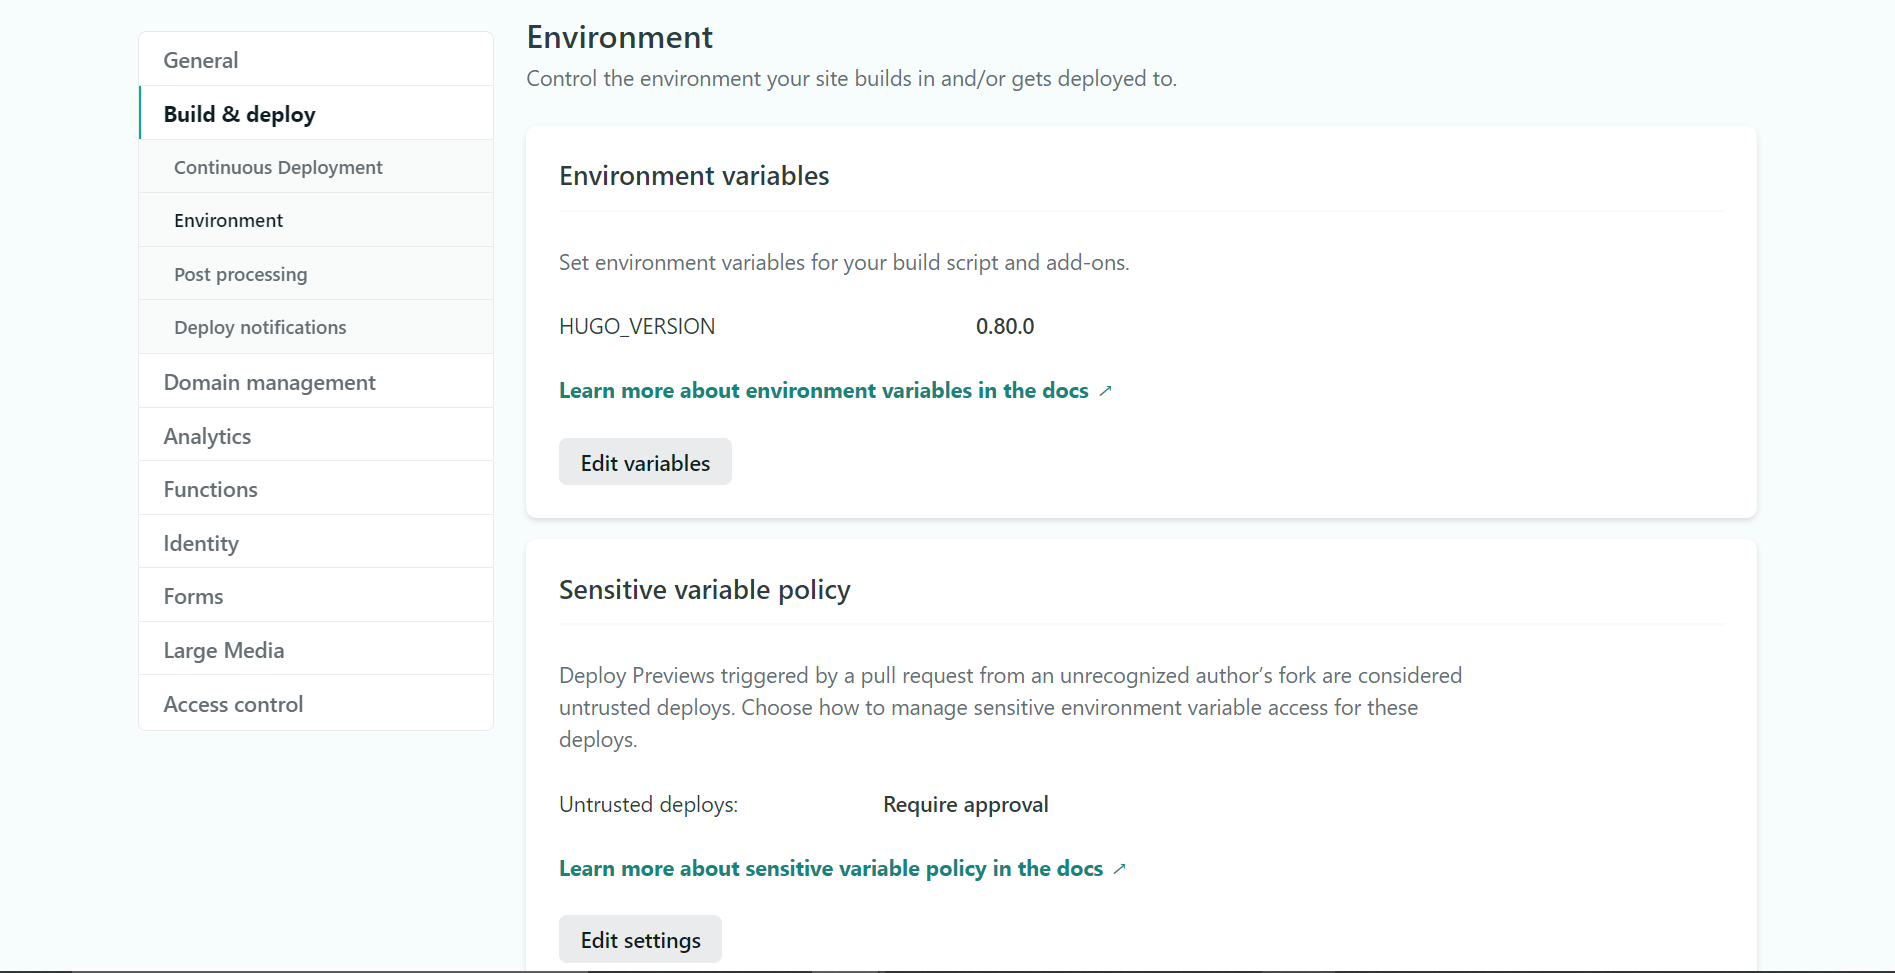 General
Build & deploy
Continuous Deployment
Environment
Post processing
Deploy notifications
Domain management
Analytics
Functions
Identity
Forms
Large Media
Access control
Environment
Control the environment your site builds in and/or gets deployed to.
Environment variables
Set environment variables for your build script and add-ons.
HUGO_VERSION 0.80.0
Learn more about environment variables in the docs ↗
Edit variables
Sensitive variable policy
Deploy Previews triggered by a pull request from an unrecognized author’s fork are considered
untrusted deploys. Choose how to manage sensitive environment variable access for these
deploys.
Untrusted deploys: Require approval
Learn more about sensitive variable policy in the docs ↗
Edit settings